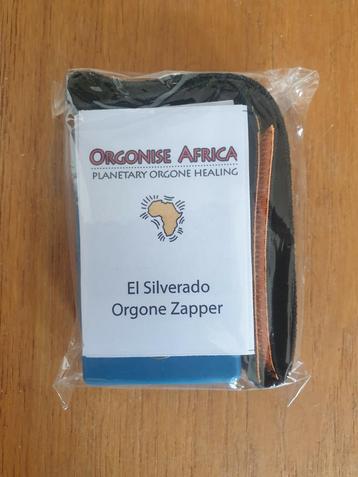 ORGONISE AFRICA
PLANETARY ORGONE HEALING
El Silverado
Orgone Zapper